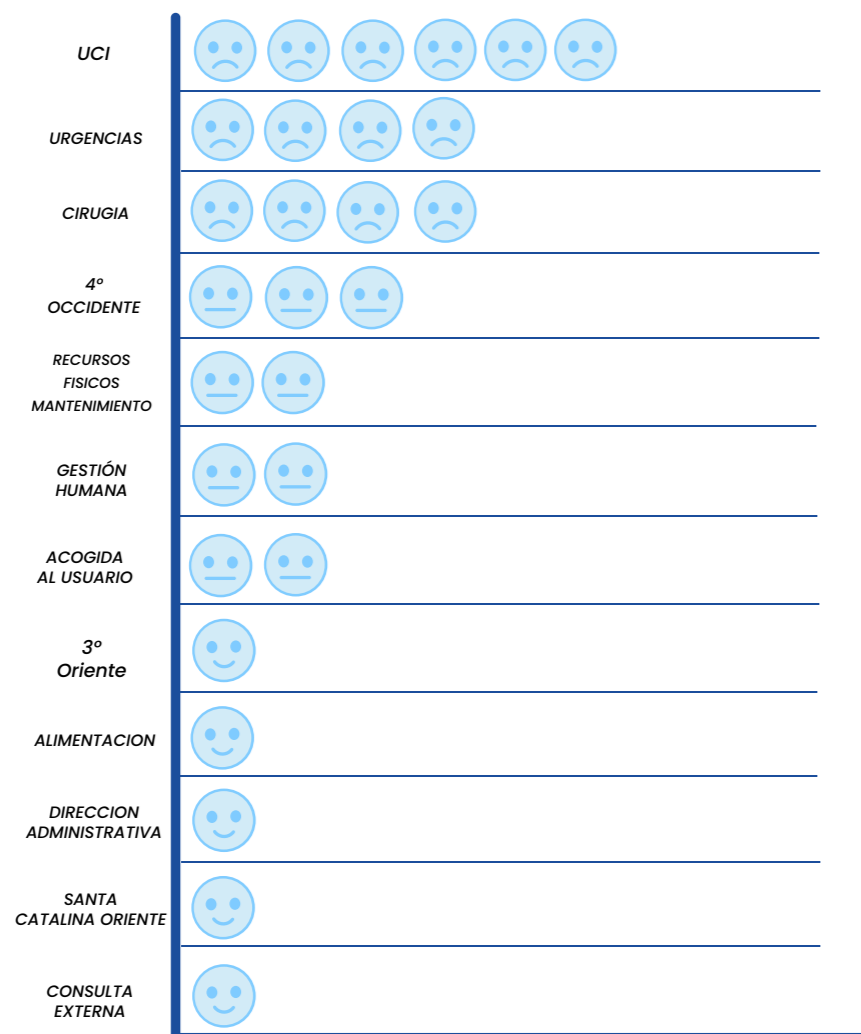 UCI
URGENCIAS
CIRUGIA
4º
OCCIDENTE
RECURSOS
FISICOS
MANTENIMIENTO
GESTIÓN
HUMANA
ACOGIDA
AL USUARIO
3º
Oriente
ALIMENTACION
DIRECCION
ADMINISTRATIVA
SANTA
CATALINA ORIENTE
CONSULTA
EXTERNA